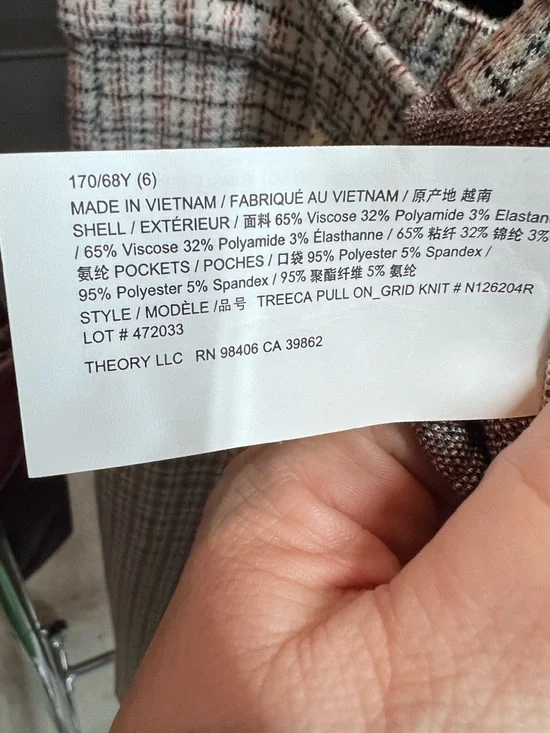 170/68Y (6)
MADE IN VIETNAM / FABRIQUÉ AU VIETNAM / 原产地 越南
SHELL / EXTÉRIEUR / 面料 65% Viscose 32% Polyamide 3% Elastan
/ 65% Viscose 32% Polyamide 3% Élasthanne / 65% 粘纤 32% 锦纶 3%
氨纶 POCKETS / POCHES / 口袋 95% Polyester 5% Spandex /
95% Polyester 5% Spandex / 95% 聚酯纤维 5% 氨纶
STYLE / MODÈLE /品号 TREECA PULL ON_GRID KNIT # N126204R
LOT # 472033
THEORY LLC RN 98406 CA 39862